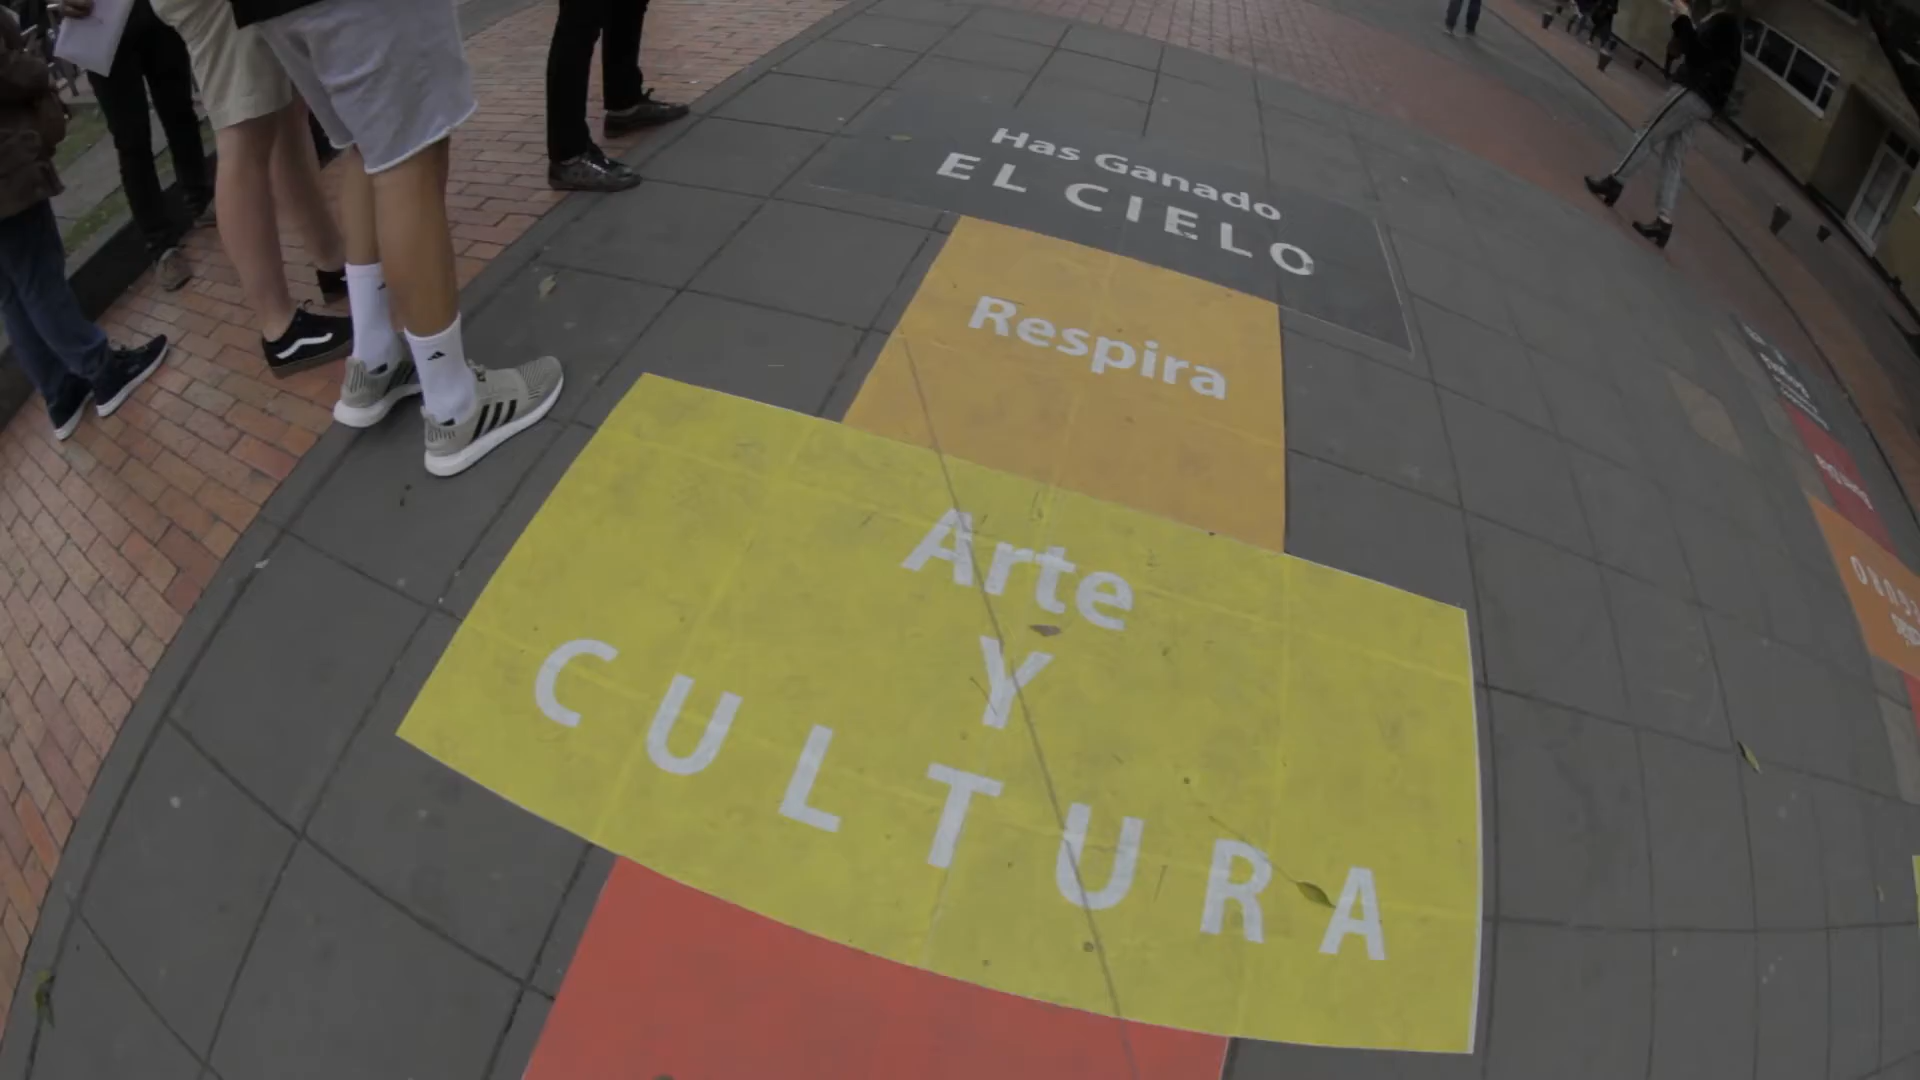 Has Ganado
EL CIELO
Respira
Arte
Y
CULTURA